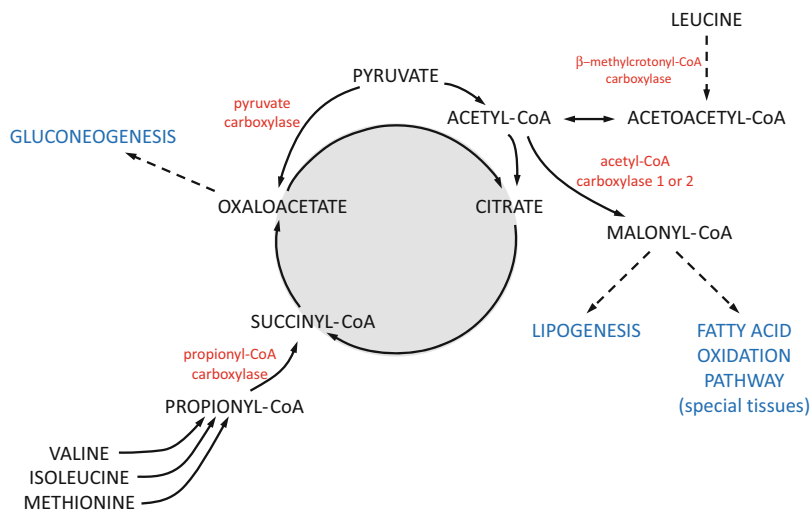 LEUCINE
β–methylcrotonyl-CoA
carboxylase
PYRUVATE
pyruvate
carboxylase
ACETYL-CoA
ACETOACETYL-CoA
GLUCONEOGENESIS
acetyl-CoA
carboxylase 1 or 2
OXALOACETATE
CITRATE
MALONYL-CoA
SUCCINYL-CoA
LIPOGENESIS
FATTY ACID
OXIDATION
PATHWAY
(special tissues)
propionyl-CoA
carboxylase
PROPIONYL-CoA
VALINE
ISOLEUCINE
METHIONINE